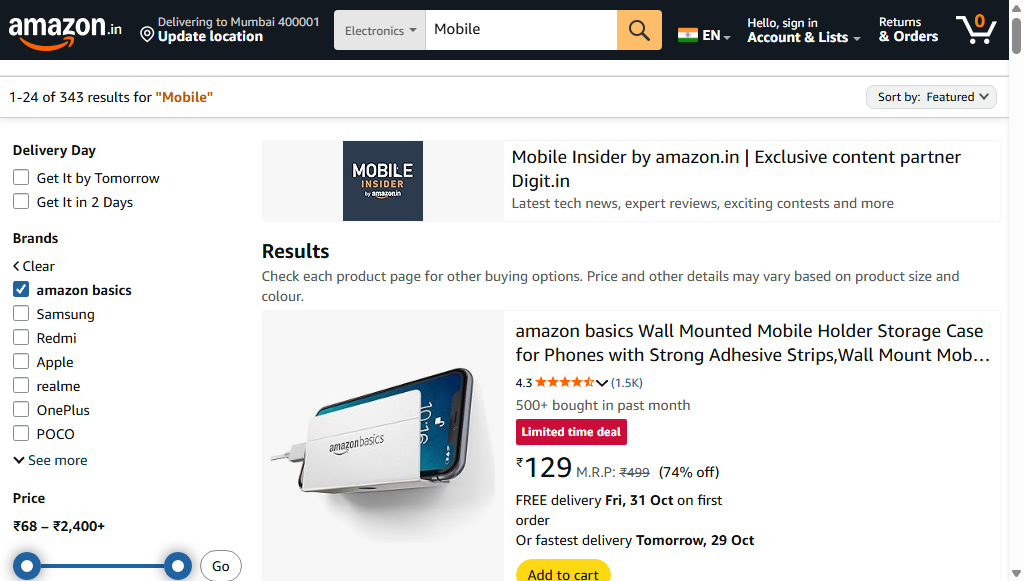 amazon.in
Delivering to Mumbai 400001
Update location
Electronics
Mobile
EN
Hello, sign in
Account & Lists
Returns
& Orders
0
1-24 of 343 results for "Mobile"
Sort by: Featured
Delivery Day
Get It by Tomorrow
Get It in 2 Days
Brands
Clear
amazon basics
Samsung
Redmi
Apple
realme
OnePlus
POCO
See more
Price
₹68 – ₹2,400+
Go
MOBILE
INSIDER
by amazon.in
Mobile Insider by amazon.in | Exclusive content partner
Digit.in
Latest tech news, expert reviews, exciting contests and more
Results
Check each product page for other buying options. Price and other details may vary based on product size and
colour.
amazonbasics
10:16
amazon basics Wall Mounted Mobile Holder Storage Case
for Phones with Strong Adhesive Strips,Wall Mount Mob…
4.3 (1.5K)
500+ bought in past month
Limited time deal
₹129 M.R.P: ₹499 (74% off)
FREE delivery Fri, 31 Oct on first
order
Or fastest delivery Tomorrow, 29 Oct
Add to cart